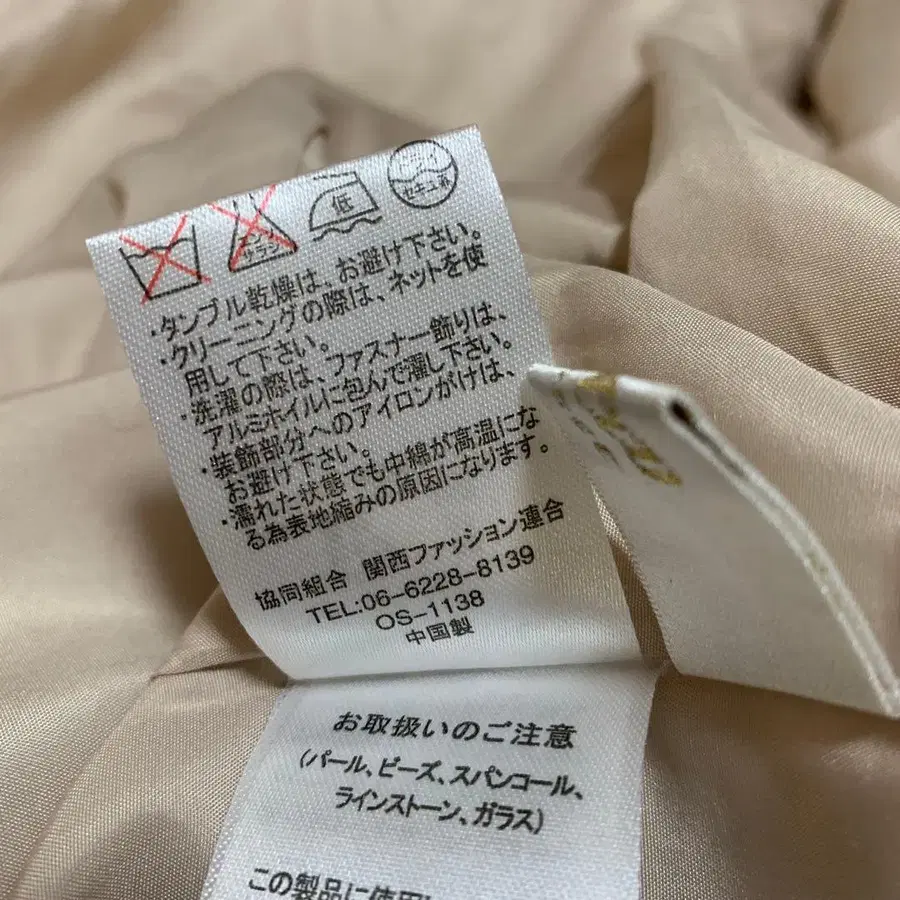 エンソ
サラシ
低
セキユ系
・タンブル乾燥は、お避け下さい。
・クリーニングの際は、ネットを使
用して下さい。
・洗濯の際は、ファスナー飾りは、
アルミホイルに包んで濯し下さい。
・装飾部分へのアイロンがけは、
お避け下さい。
・濡れた状態でも中綿が高温にな
る為表地縮みの原因になります。
協同組合 関西ファッション連合
TEL:06-6228-8139
OS-1138
中国製
お取扱いのご注意
(パール、ビーズ、スパンコール、
ラインストーン、ガラス)
この製品に使用